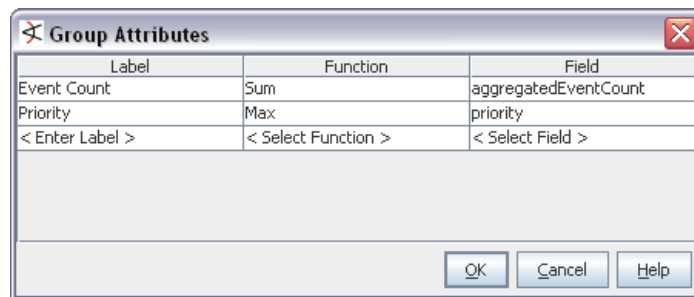 Group Attributes
Label Function Field
Event Count Sum aggregatedEventCount
Priority Max priority
< Enter Label > < Select Function > < Select Field >
OK Cancel Help